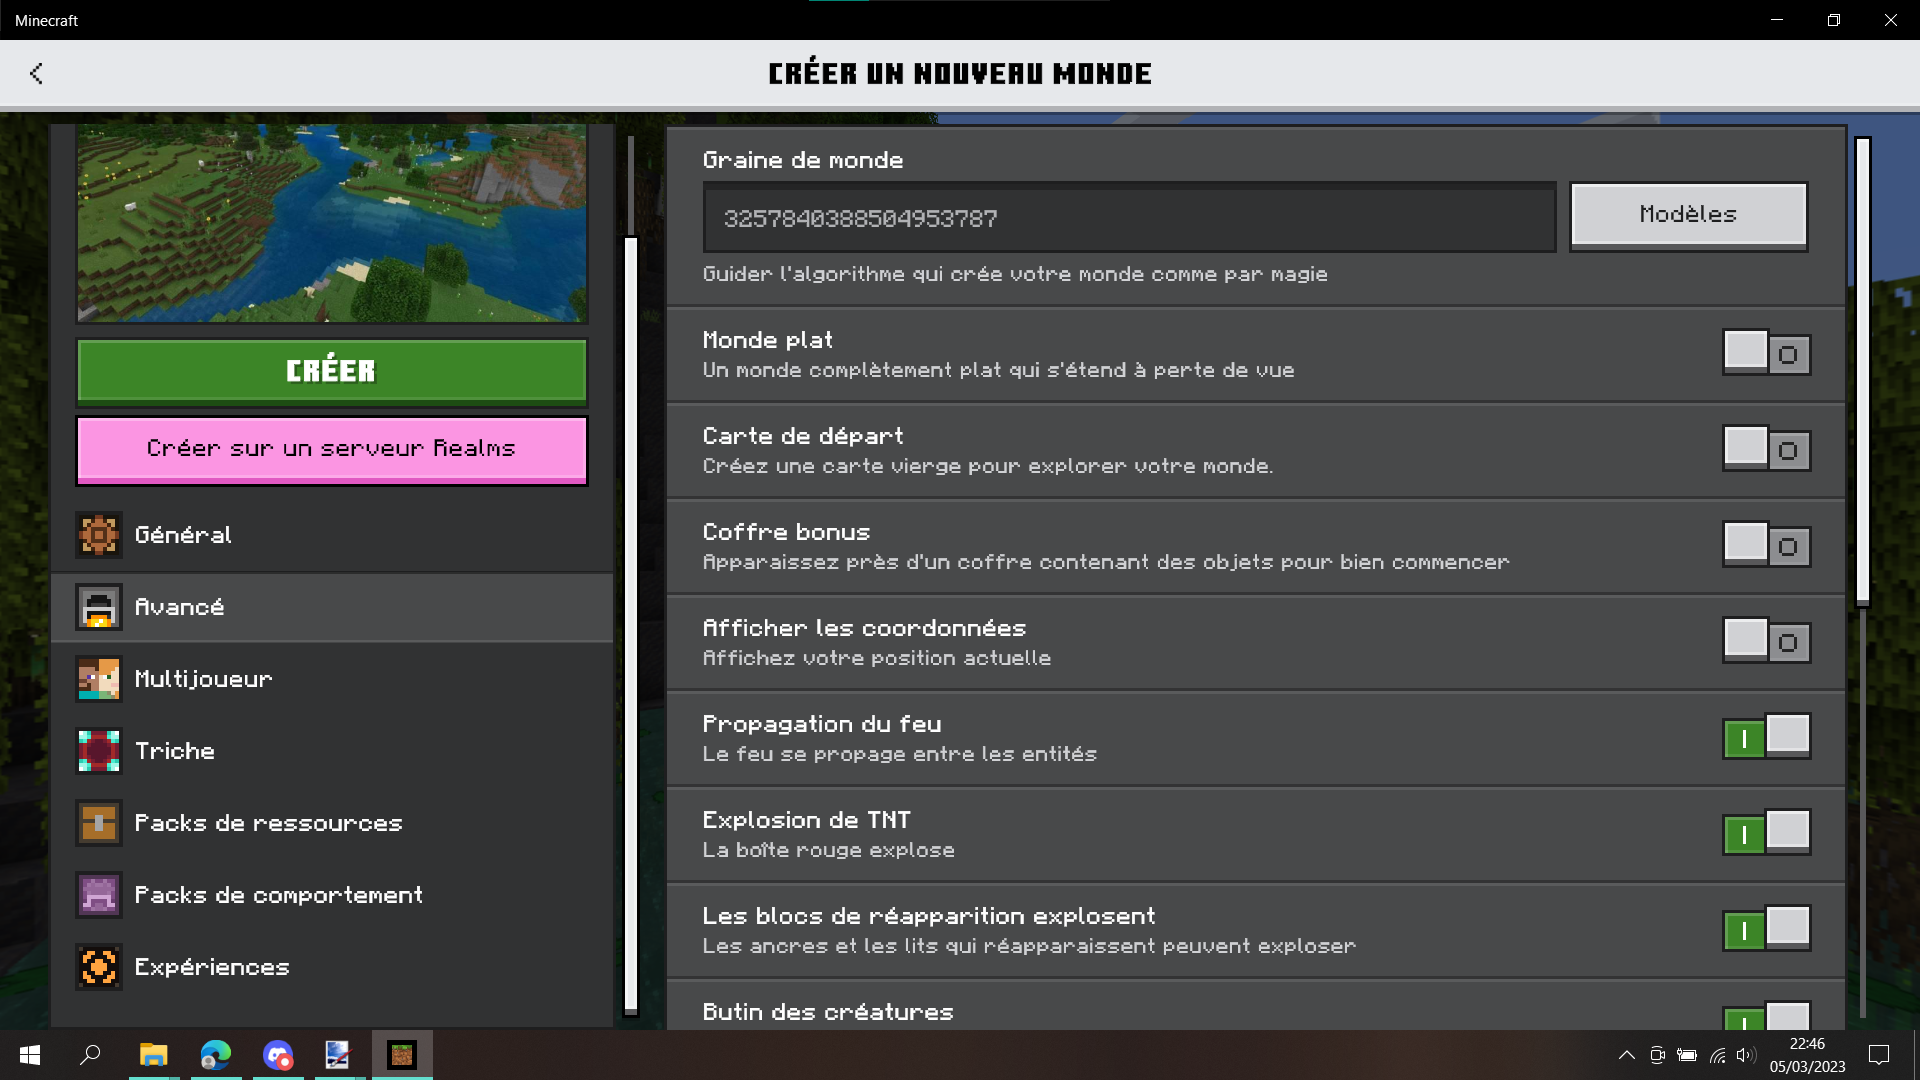 Minecraft
CRÉER UN NOUVEAU MONDE
CRÉER
Créer sur un serveur Realms
Général
Avancé
Multijoueur
Triche
Packs de ressources
Packs de comportement
Expériences
Graine de monde
3257840388504953787
Modèles
Guider l'algorithme qui crée votre monde comme par magie
Monde plat
Un monde complètement plat qui s'étend à perte de vue
Carte de départ
Créez une carte vierge pour explorer votre monde.
Coffre bonus
Apparaissez près d'un coffre contenant des objets pour bien commencer
Afficher les coordonnées
Affichez votre position actuelle
Propagation du feu
Le feu se propage entre les entités
Explosion de TNT
La boîte rouge explose
Les blocs de réapparition explosent
Les ancres et les lits qui réapparaissent peuvent exploser
Butin des créatures
22:46
05/03/2023